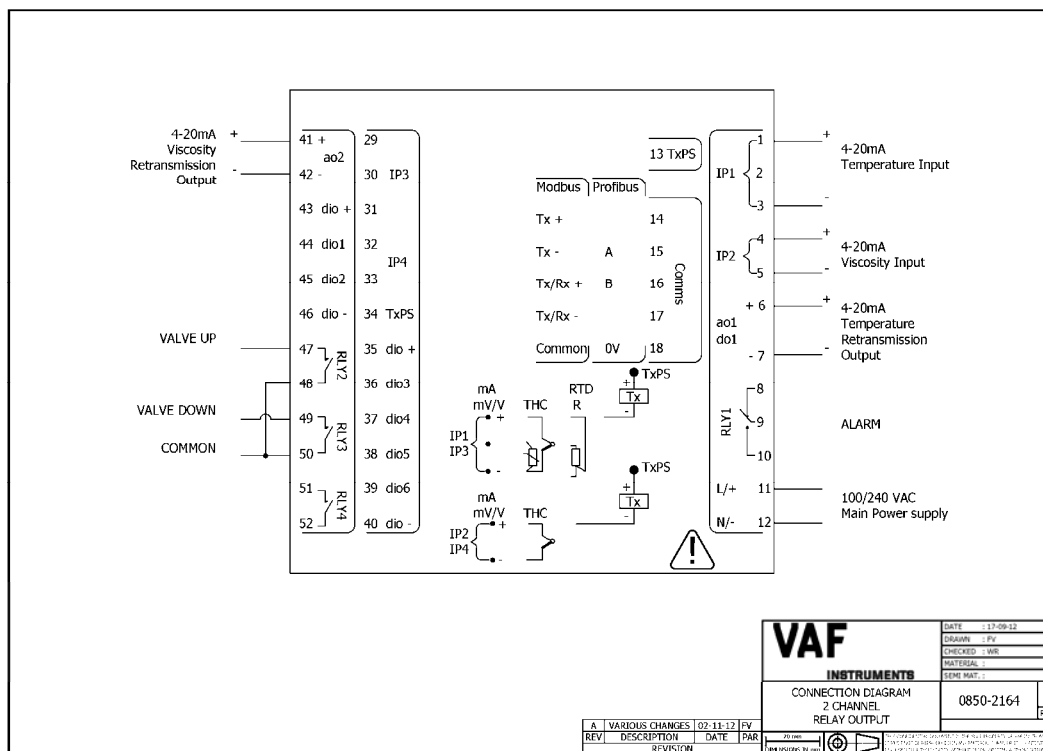 4-20mA
Viscosity
Retransmission
Output
+
-
41 +
ao2
42 -
43 dio +
44 dio1
45 dio2
46 dio -
47
48
RLY2
49
50
RLY3
51
52
RLY4
VALVE UP
VALVE DOWN
COMMON
29
30 IP3
31
32
IP4
33
34 TxPS
35 dio +
36 dio3
37 dio4
38 dio5
39 dio6
40 dio -
13 TxPS
Modbus Profibus
Tx + 14
Tx - A 15
Tx/Rx + B 16
Tx/Rx - 17
Common 0V 18
Comms
mA
mV/V
THC
RTD
R
IP1
IP3
+
-
TxPS
+
Tx
-
mA
mV/V
THC
IP2
IP4
+
-
TxPS
+
Tx
-
!
1
IP1 2
3
4
IP2
5
+ 6
ao1
do1
- 7
8
RLY1 9
10
L/+ 11
N/- 12
+
4-20mA
Temperature Input
-
+
4-20mA
Viscosity Input
-
+
4-20mA
Temperature
Retransmission
Output
-
ALARM
100/240 VAC
Main Power supply
VAF
INSTRUMENTS
DATE : 17-09-12
DRAWN : FV
CHECKED : WR
MATERIAL :
SEMI MAT. :
CONNECTION DIAGRAM
2 CHANNEL
RELAY OUTPUT
0850-2164
A VARIOUS CHANGES 02-11-12 FV
REV DESCRIPTION DATE PAR
REVISION
20 mm
DIMENSIONS IN mm